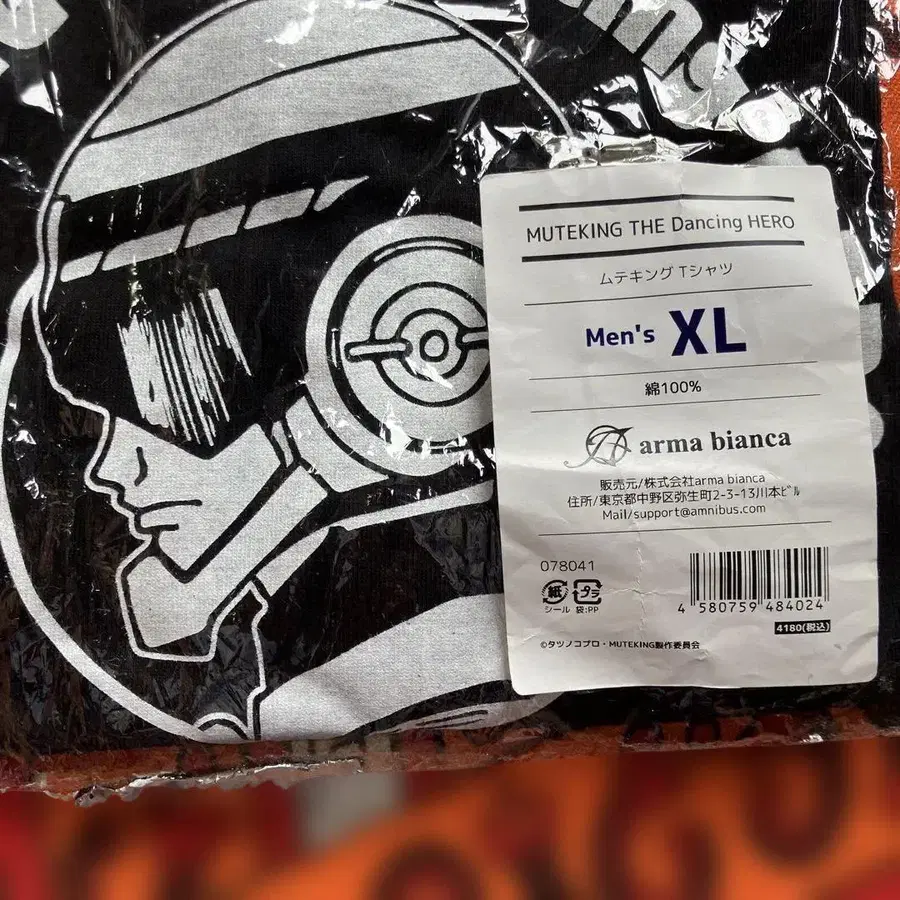 MUTEKING THE Dancing HERO
ムテキング Tシャツ
Men's XL
綿100%
arma bianca
販売元/株式会社arma bianca
住所/東京都中野区弥生町2-3-13川本ﾋﾞﾙ
Mail/support@amnibus.com
078041
紙 プラ
シール 袋:PP
4 580759 484024
4180(税込)
©タツノコプロ・MUTEKING製作委員会